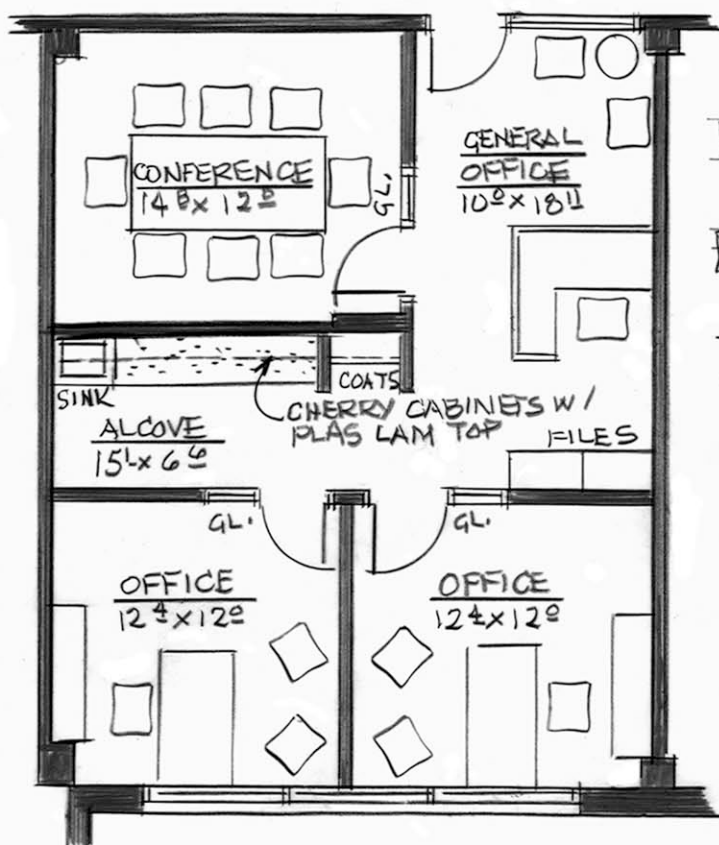 GENERAL
OFFICE
10⁰ x 18¹¹
CONFERENCE
14⁸ x
GL.
SINK
COATS
CHERRY CABINETS W/
PLAS LAM TOP
ALCOVE
15¹ x 6⁶
FILES
GL.
GL.
OFFICE
12⁴ x 12⁰
OFFICE
12⁴ x 12⁰